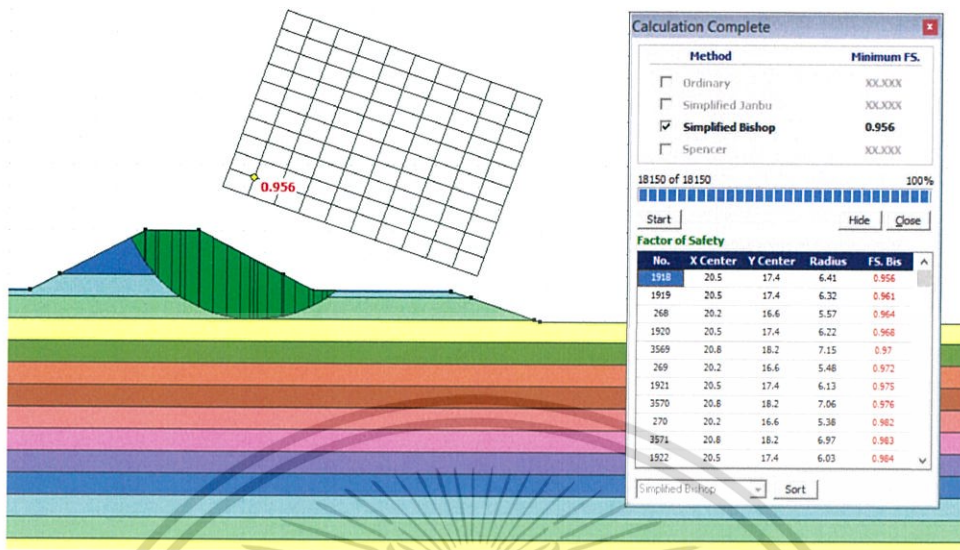 0.956
Calculation Complete
x
Method Minimum FS.
Ordinary XX.XXX
Simplified Janbu XX.XXX
Simplified Bishop 0.956
Spencer XX.XXX
18150 of 18150 100%
Start Hide Close
Factor of Safety
No. X Center Y Center Radius FS. Bis
1918 20.5 17.4 6.41 0.956
1919 20.5 17.4 6.32 0.961
268 20.2 16.6 5.57 0.964
1920 20.5 17.4 6.22 0.968
3569 20.8 18.2 7.15 0.97
269 20.2 16.6 5.48 0.972
1921 20.5 17.4 6.13 0.975
3570 20.8 18.2 7.06 0.976
270 20.2 16.6 5.38 0.982
3571 20.8 18.2 6.97 0.983
1922 20.5 17.4 6.03 0.984
Simplified Bishop Sort